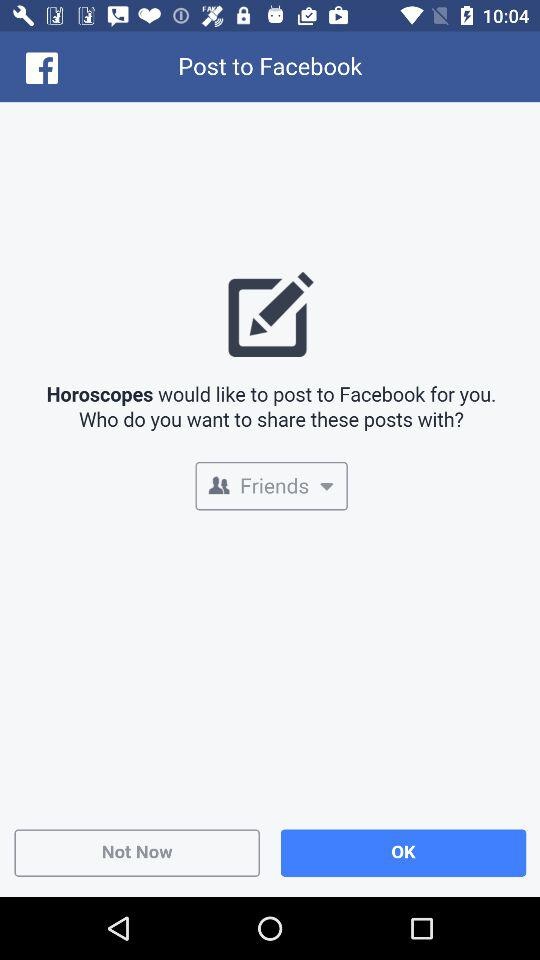 10:04
Post to Facebook
Horoscopes would like to post to Facebook for you.
Who do you want to share these posts with?
Friends
Not Now
OK